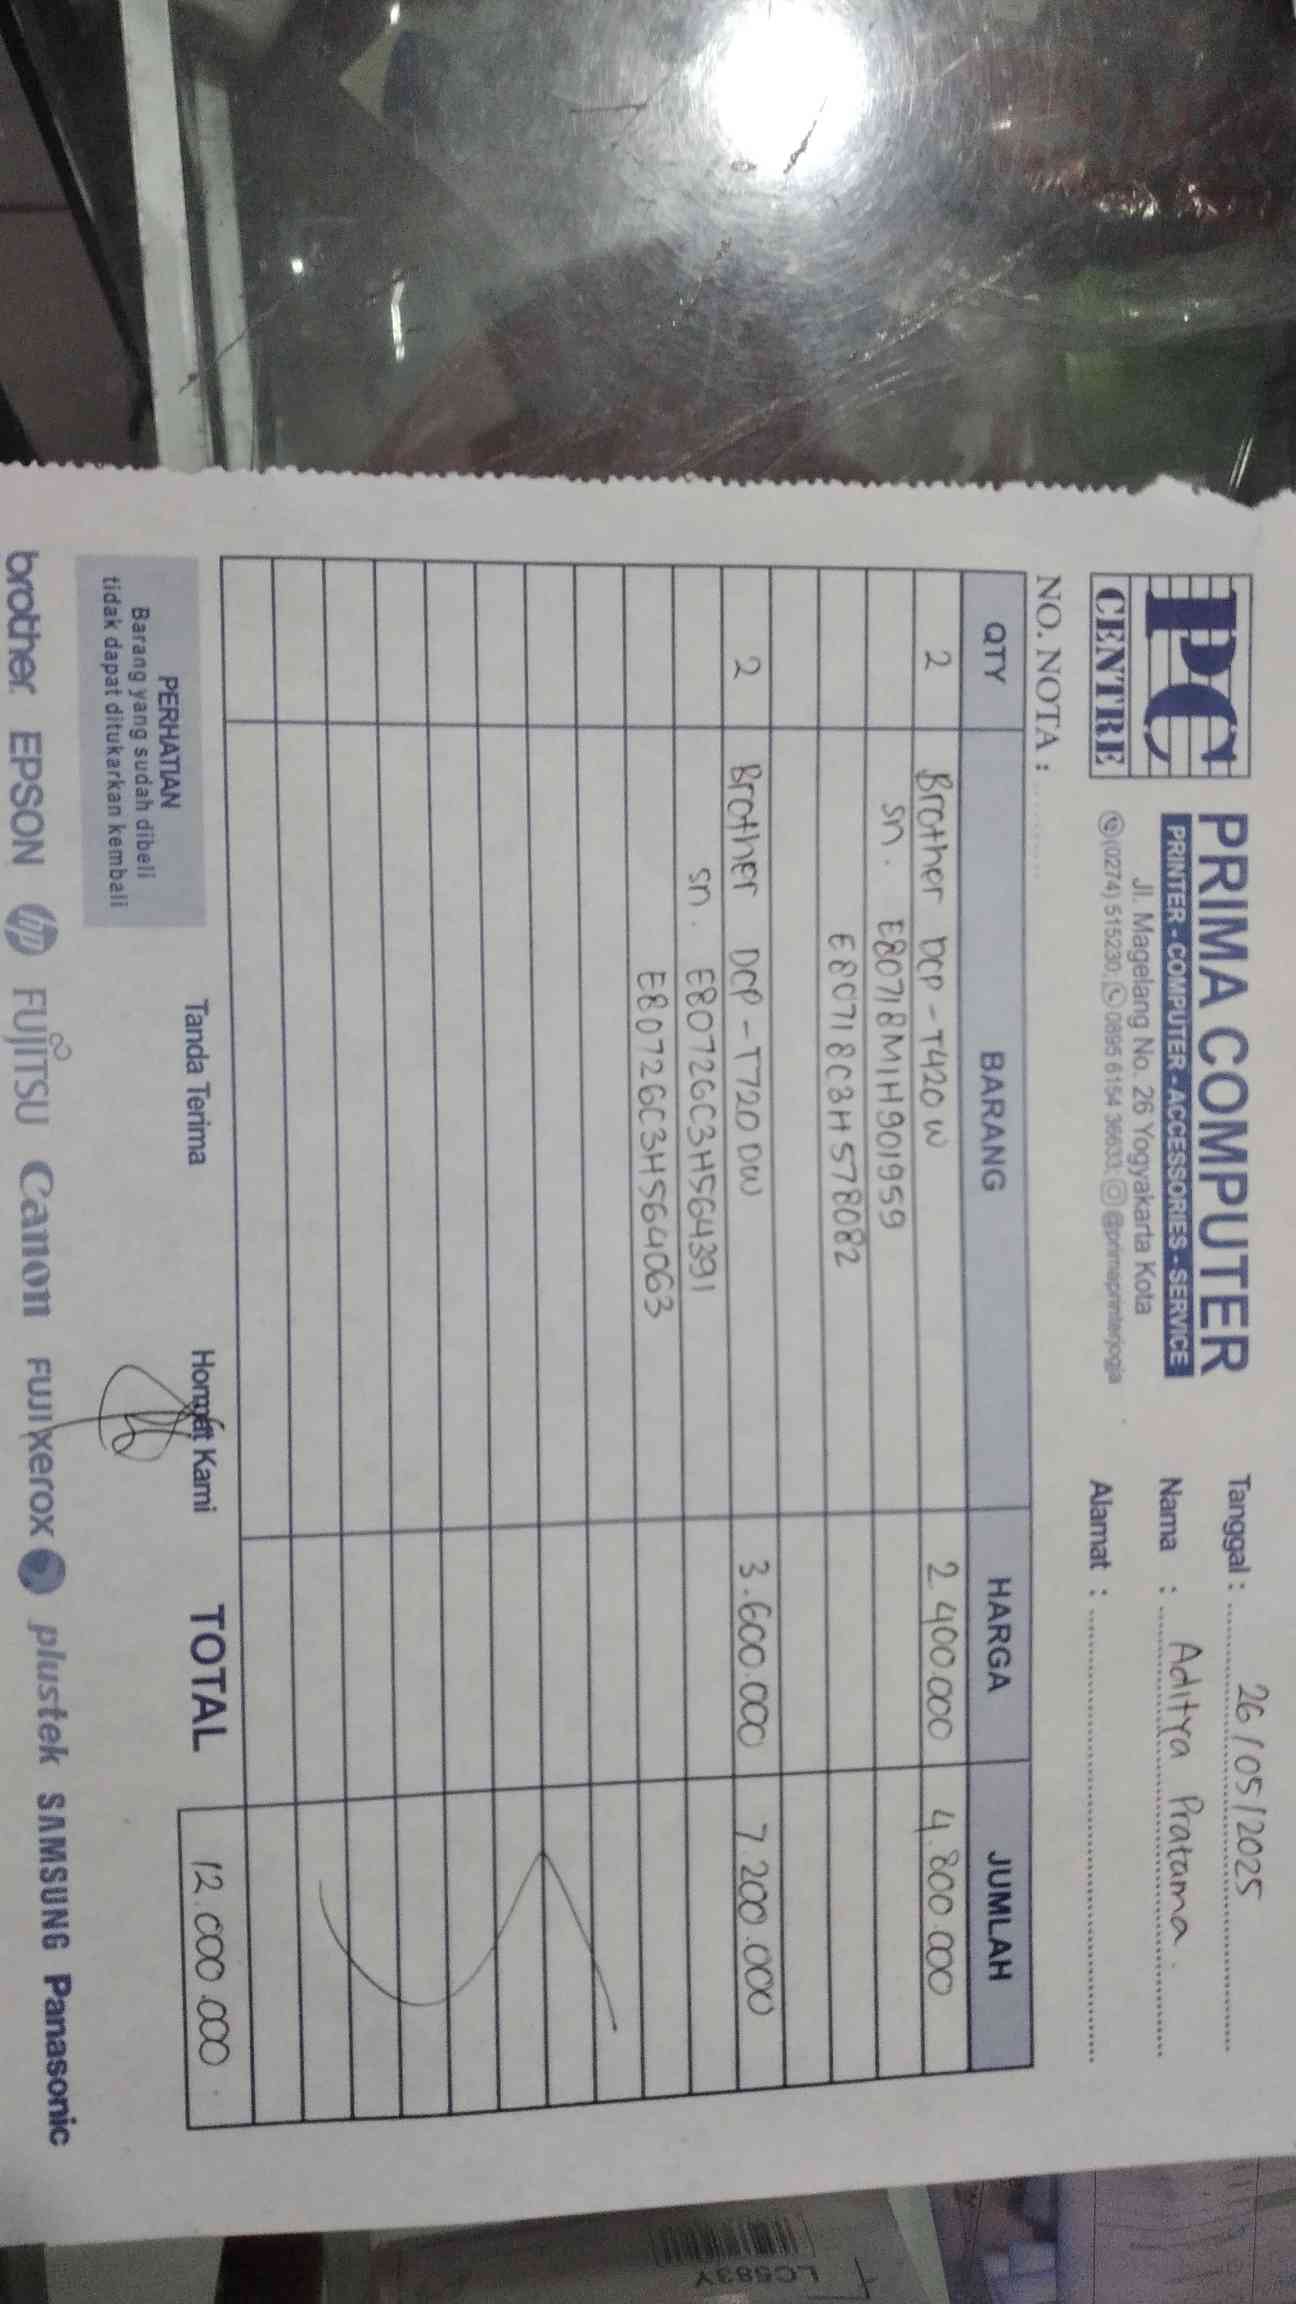 PC
CENTRE
PRIMA COMPUTER
PRINTER - COMPUTER - ACCESSORIES - SERVICE
Jl. Magelang No. 26 Yogyakarta Kota
(0274) 515230, 0895 6154 36633, @primaprinterjogja
Tanggal : 26/05/2025
Nama : Aditya Pratama
Alamat :
NO. NOTA :
QTY BARANG HARGA JUMLAH
2 Brother DCP-T420W 2.400.000 4.800.000
sn. E80718M1H901959
E80718C3H578082
2 Brother DCP-T720DW 3.600.000 7.200.000
sn. E80726C3H564391
E80726C3H564063
PERHATIAN
Barang yang sudah dibeli
tidak dapat ditukarkan kembali
Tanda Terima
Hormat Kami
TOTAL 12.000.000
brother EPSON hp FUJITSU Canon FUJI xerox plustek SAMSUNG Panasonic
LC583Y